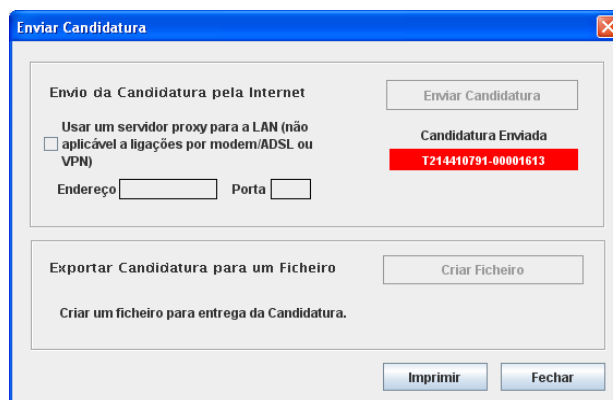 Enviar Candidatura
Envio da Candidatura pela Internet
Enviar Candidatura
Usar um servidor proxy para a LAN (não
aplicável a ligações por modem/ADSL ou
VPN)
Candidatura Enviada
T214410791-00001613
Endereço
Porta
Exportar Candidatura para um Ficheiro
Criar Ficheiro
Criar um ficheiro para entrega da Candidatura.
Imprimir
Fechar